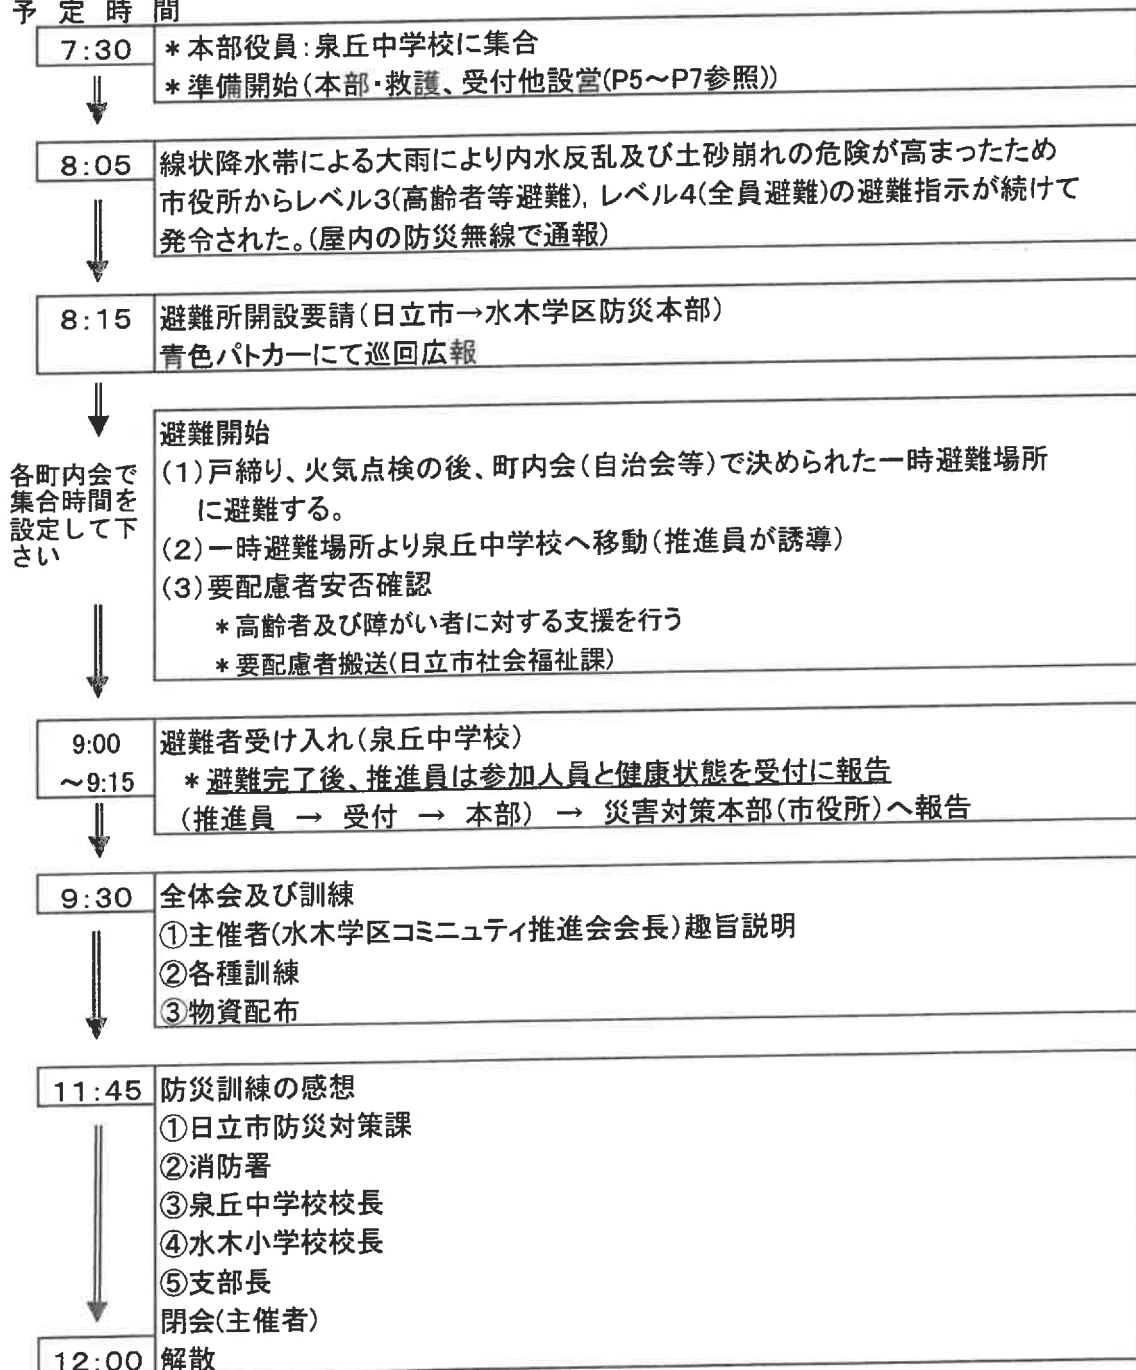 予定時間
7:30
*本部役員:泉丘中学校に集合
*準備開始(本部・救護、受付他設営(P5～P7参照))
8:05
線状降水帯による大雨により内水反乱及び土砂崩れの危険が高まったため
市役所からレベル3(高齢者等避難),レベル4(全員避難)の避難指示が続けて
発令された。(屋内の防災無線で通報)
8:15
避難所開設要請(日立市→水木学区防災本部)
青色パトカーにて巡回広報
各町内会で
集合時間を
設定して下
さい
避難開始
(1)戸締り、火気点検の後、町内会(自治会等)で決められた一時避難場所
に避難する。
(2)一時避難場所より泉丘中学校へ移動(推進員が誘導)
(3)要配慮者安否確認
*高齢者及び障がい者に対する支援を行う
*要配慮者搬送(日立市社会福祉課)
9:00
～9:15
避難者受け入れ(泉丘中学校)
*避難完了後、推進員は参加人員と健康状態を受付に報告
(推進員 → 受付 → 本部) → 災害対策本部(市役所)へ報告
9:30
全体会及び訓練
①主催者(水木学区コミニュティ推進会会長)趣旨説明
②各種訓練
③物資配布
11:45
防災訓練の感想
①日立市防災対策課
②消防署
③泉丘中学校校長
④水木小学校校長
⑤支部長
閉会(主催者)
12:00
解散